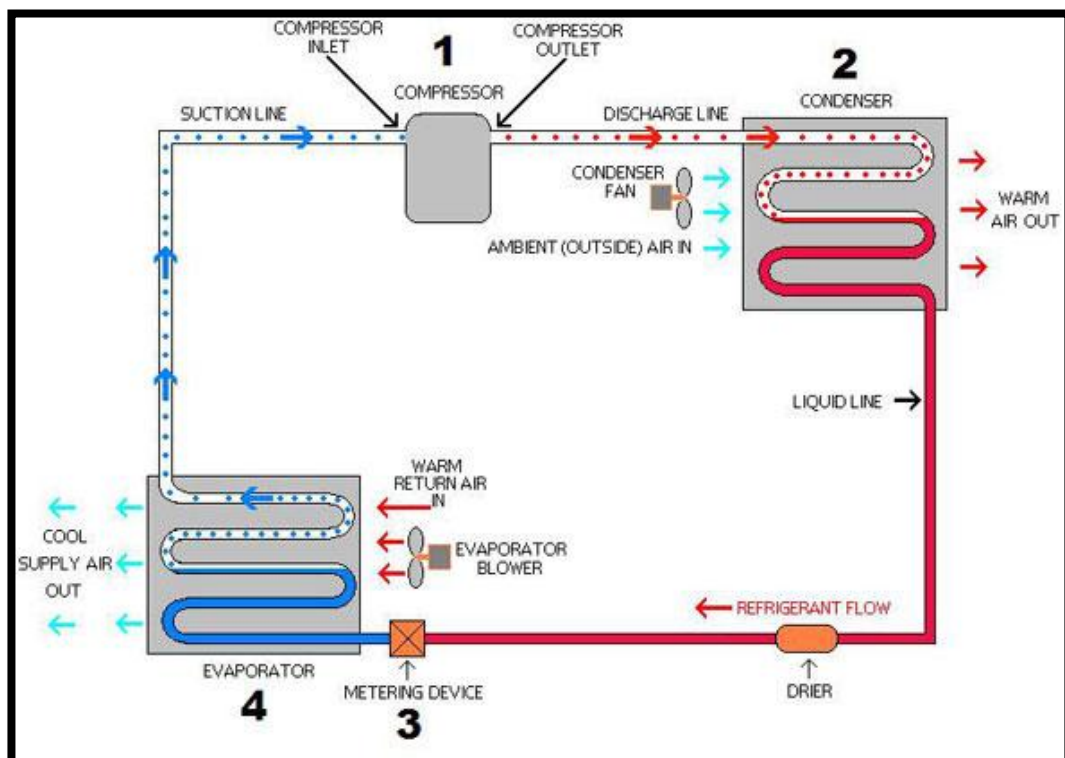 COMPRESSOR
INLET
1
COMPRESSOR
OUTLET
2
COMPRESSOR
CONDENSER
SUCTION LINE
DISCHARGE LINE
CONDENSER
FAN
WARM
AIR OUT
AMBIENT (OUTSIDE) AIR IN
LIQUID LINE
WARM
RETURN AIR
IN
COOL
SUPPLY AIR
OUT
EVAPORATOR
BLOWER
REFRIGERANT FLOW
EVAPORATOR
4
METERING DEVICE
3
DRIER